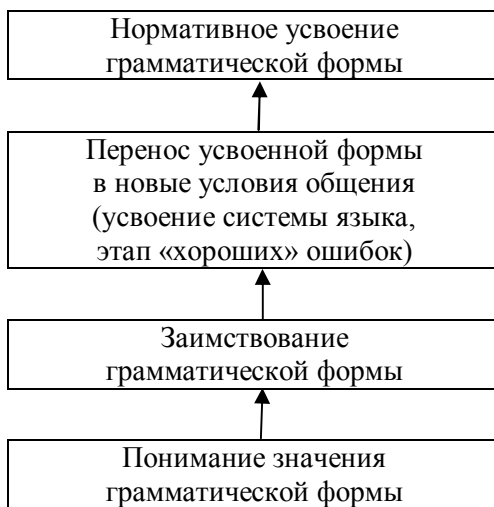 Нормативное усвоение
грамматической формы
Перенос усвоенной формы
в новые условия общения
(усвоение системы языка,
этап «хороших» ошибок)
Заимствование
грамматической формы
Понимание значения
грамматической формы